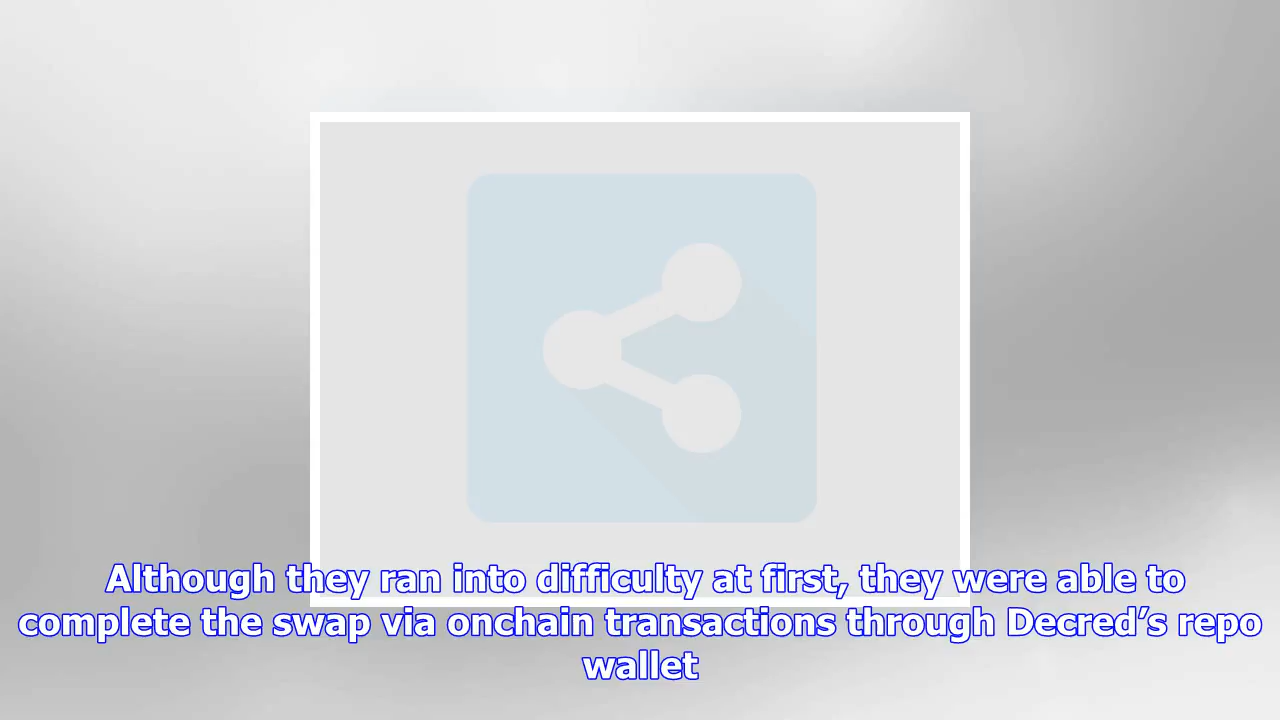 Although they ran into difficulty at first, they were able to
complete the swap via onchain transactions through Decred’s repo
wallet